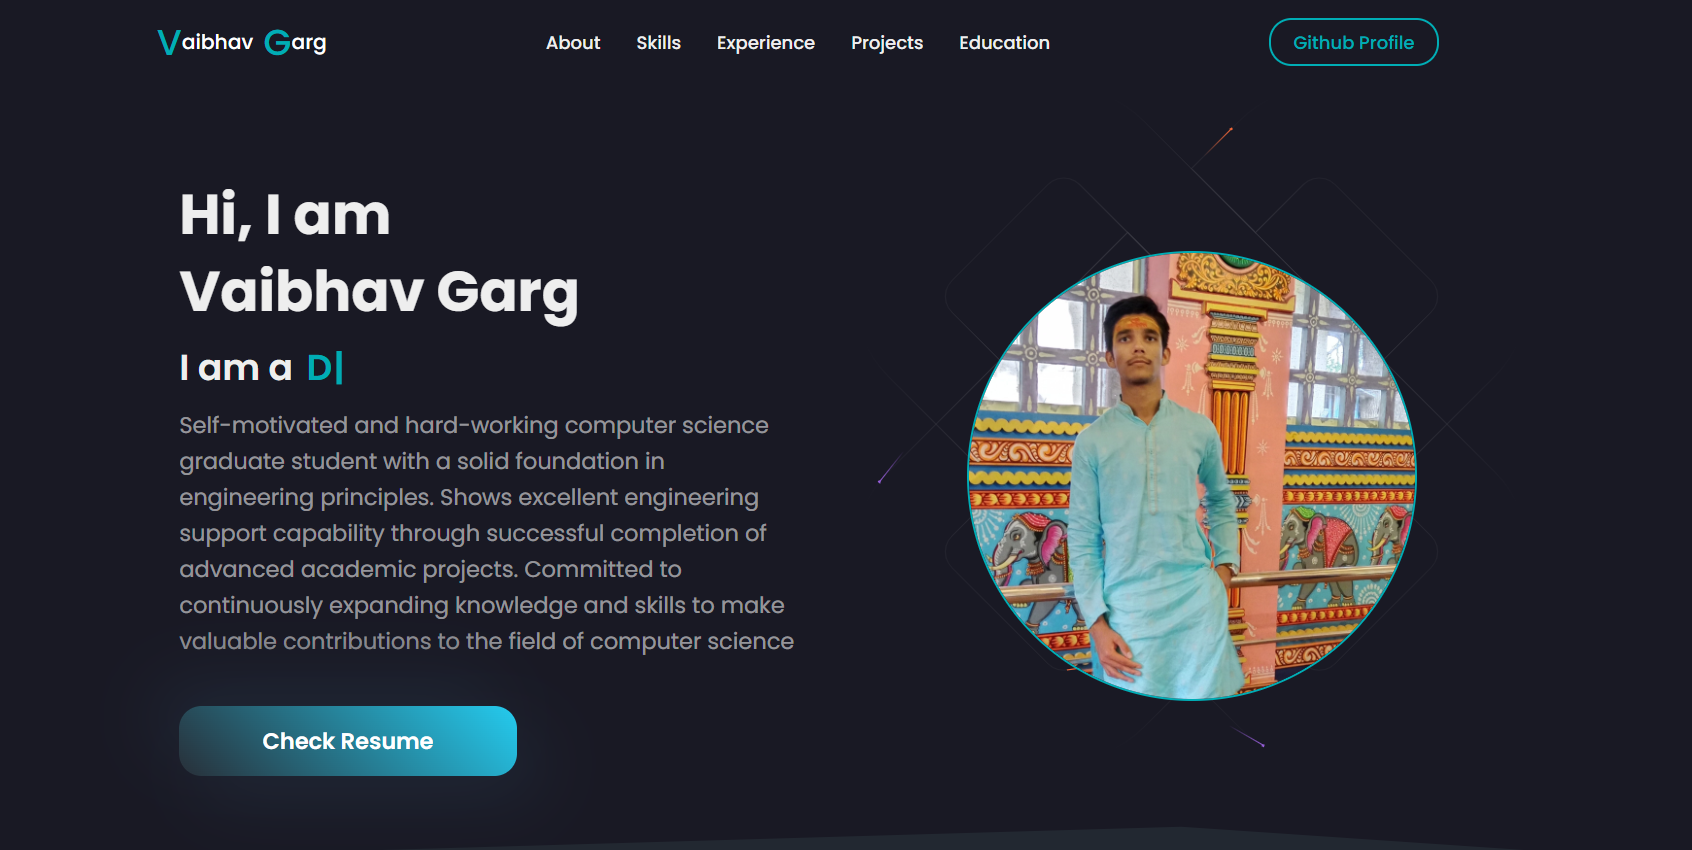 Vaibhav Garg
About Skills Experience Projects Education
Github Profile
Hi, I am
Vaibhav Garg
I am a D|
Self-motivated and hard-working computer science
graduate student with a solid foundation in
engineering principles. Shows excellent engineering
support capability through successful completion of
advanced academic projects. Committed to
continuously expanding knowledge and skills to make
valuable contributions to the field of computer science
Check Resume